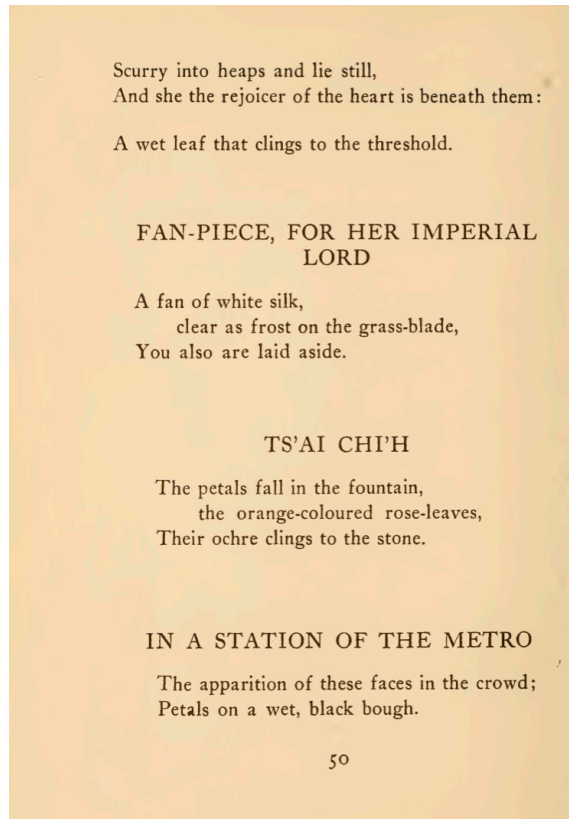 Scurry into heaps and lie still,
And she the rejoicer of the heart is beneath them:
A wet leaf that clings to the threshold.
FAN-PIECE, FOR HER IMPERIAL
LORD
A fan of white silk,
clear as frost on the grass-blade,
You also are laid aside.
TS'AI CHI'H
The petals fall in the fountain,
the orange-coloured rose-leaves,
Their ochre clings to the stone.
IN A STATION OF THE METRO
The apparition of these faces in the crowd;
Petals on a wet, black bough.
50